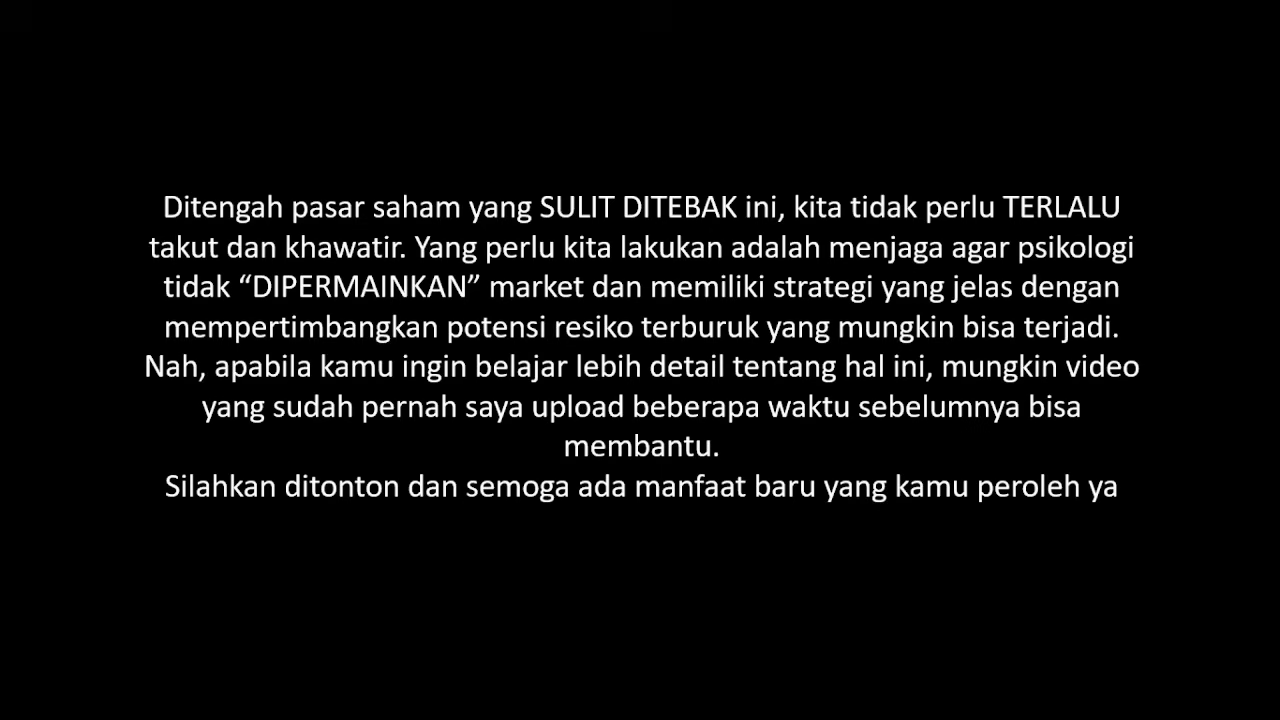 Ditengah pasar saham yang SULIT DITEBAK ini, kita tidak perlu TERLALU
takut dan khawatir. Yang perlu kita lakukan adalah menjaga agar psikologi
tidak “DIPERMAINKAN” market dan memiliki strategi yang jelas dengan
mempertimbangkan potensi resiko terburuk yang mungkin bisa terjadi.
Nah, apabila kamu ingin belajar lebih detail tentang hal ini, mungkin video
yang sudah pernah saya upload beberapa waktu sebelumnya bisa
membantu.
Silahkan ditonton dan semoga ada manfaat baru yang kamu peroleh ya